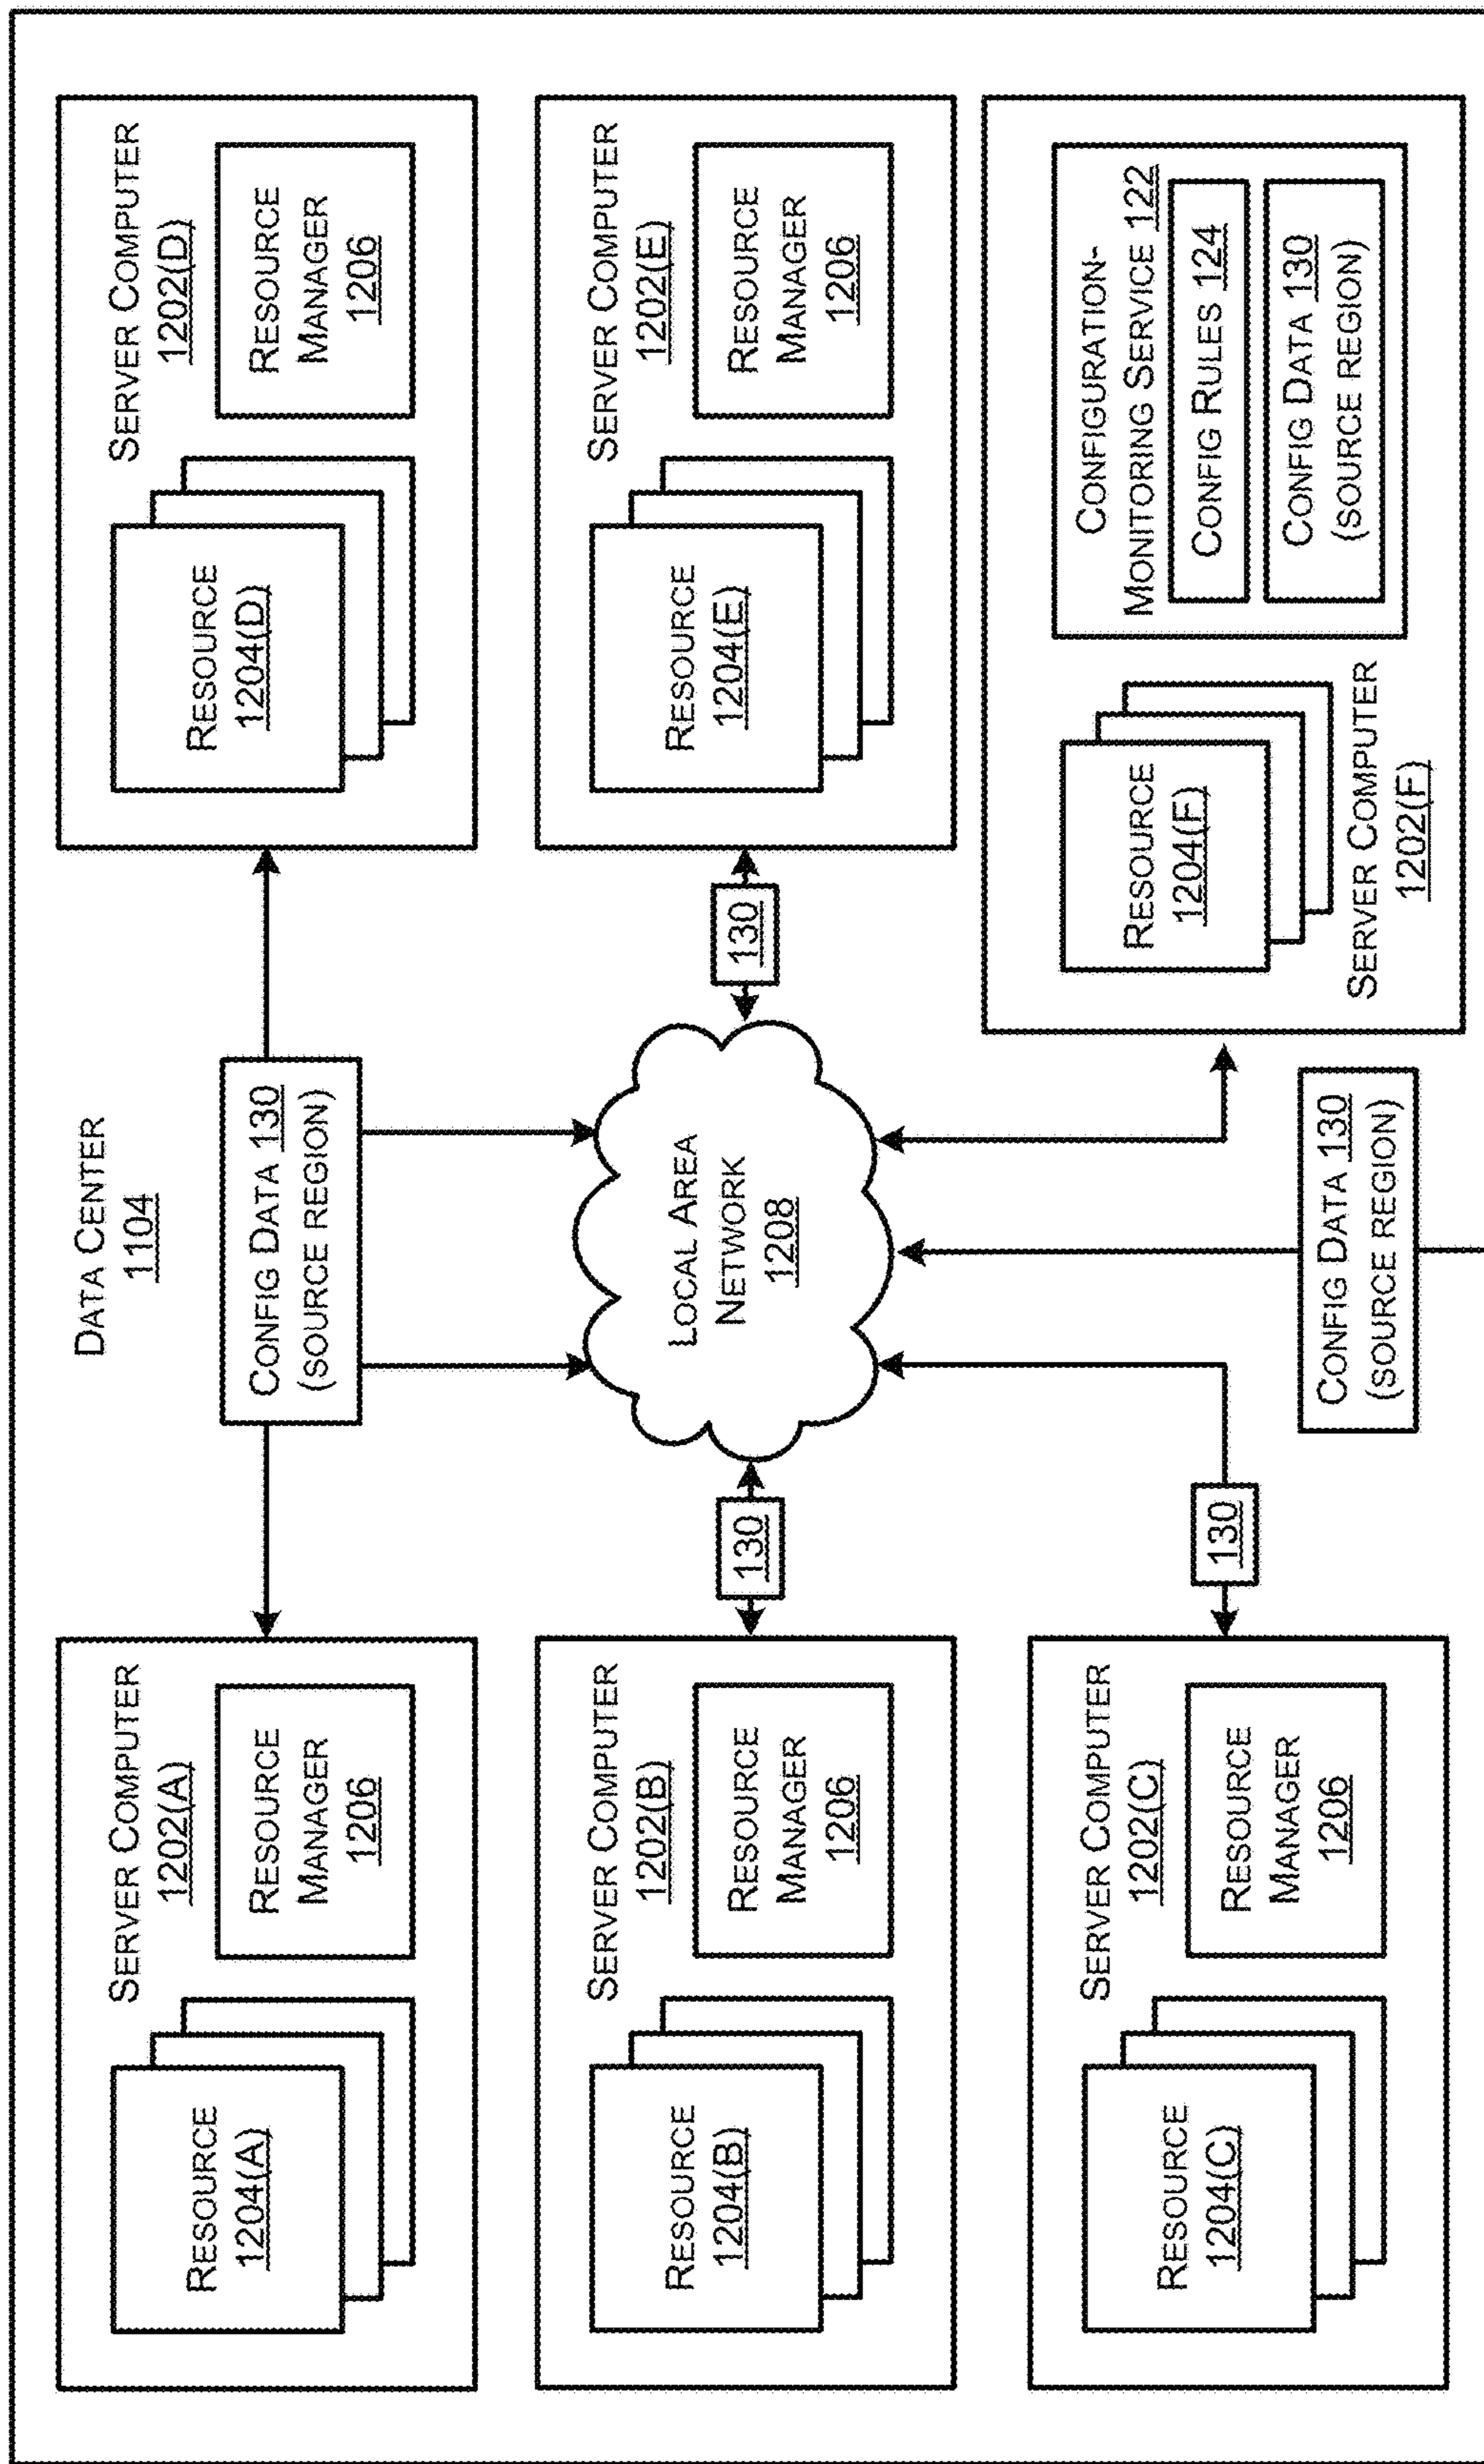 DATA CENTER
1104
SERVER COMPUTER
1202(A)
RESOURCE
1204(A)
RESOURCE
MANAGER
1206
CONFIG DATA 130
(SOURCE REGION)
SERVER COMPUTER
1202(D)
RESOURCE
1204(D)
RESOURCE
MANAGER
1206
SERVER COMPUTER
1202(B)
RESOURCE
1204(B)
RESOURCE
MANAGER
1206
130
LOCAL AREA
NETWORK
1208
130
SERVER COMPUTER
1202(E)
RESOURCE
1204(E)
RESOURCE
MANAGER
1206
SERVER COMPUTER
1202(C)
RESOURCE
1204(C)
RESOURCE
MANAGER
1206
130
CONFIG DATA 130
(SOURCE REGION)
RESOURCE
1204(F)
SERVER COMPUTER
1202(F)
CONFIGURATION-
MONITORING SERVICE 122
CONFIG RULES 124
CONFIG DATA 130
(SOURCE REGION)